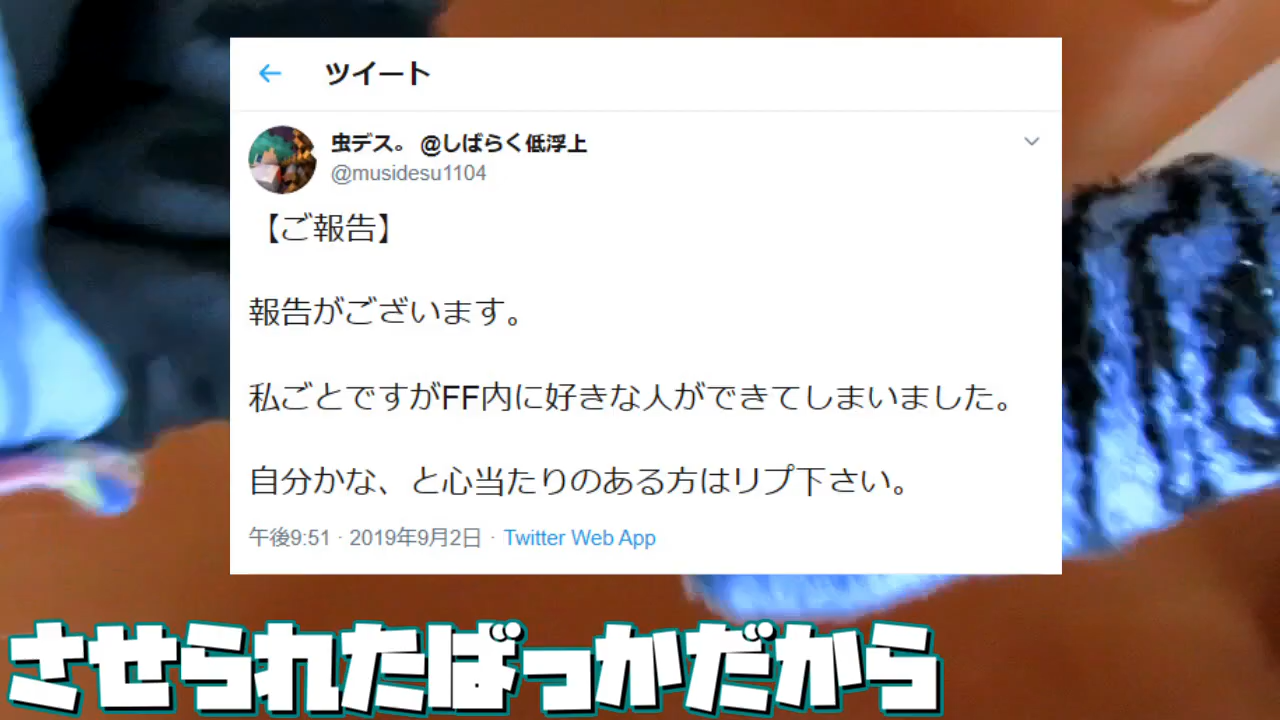 ツイート
虫デス。@しばらく低浮上
@musidesu1104
【ご報告】
報告がございます。
私ごとですがFF内に好きな人ができてしまいました。
自分かな、と心当たりのある方はリプ下さい。
午後9:51 · 2019年9月2日 · Twitter Web App
させられたばっかだから